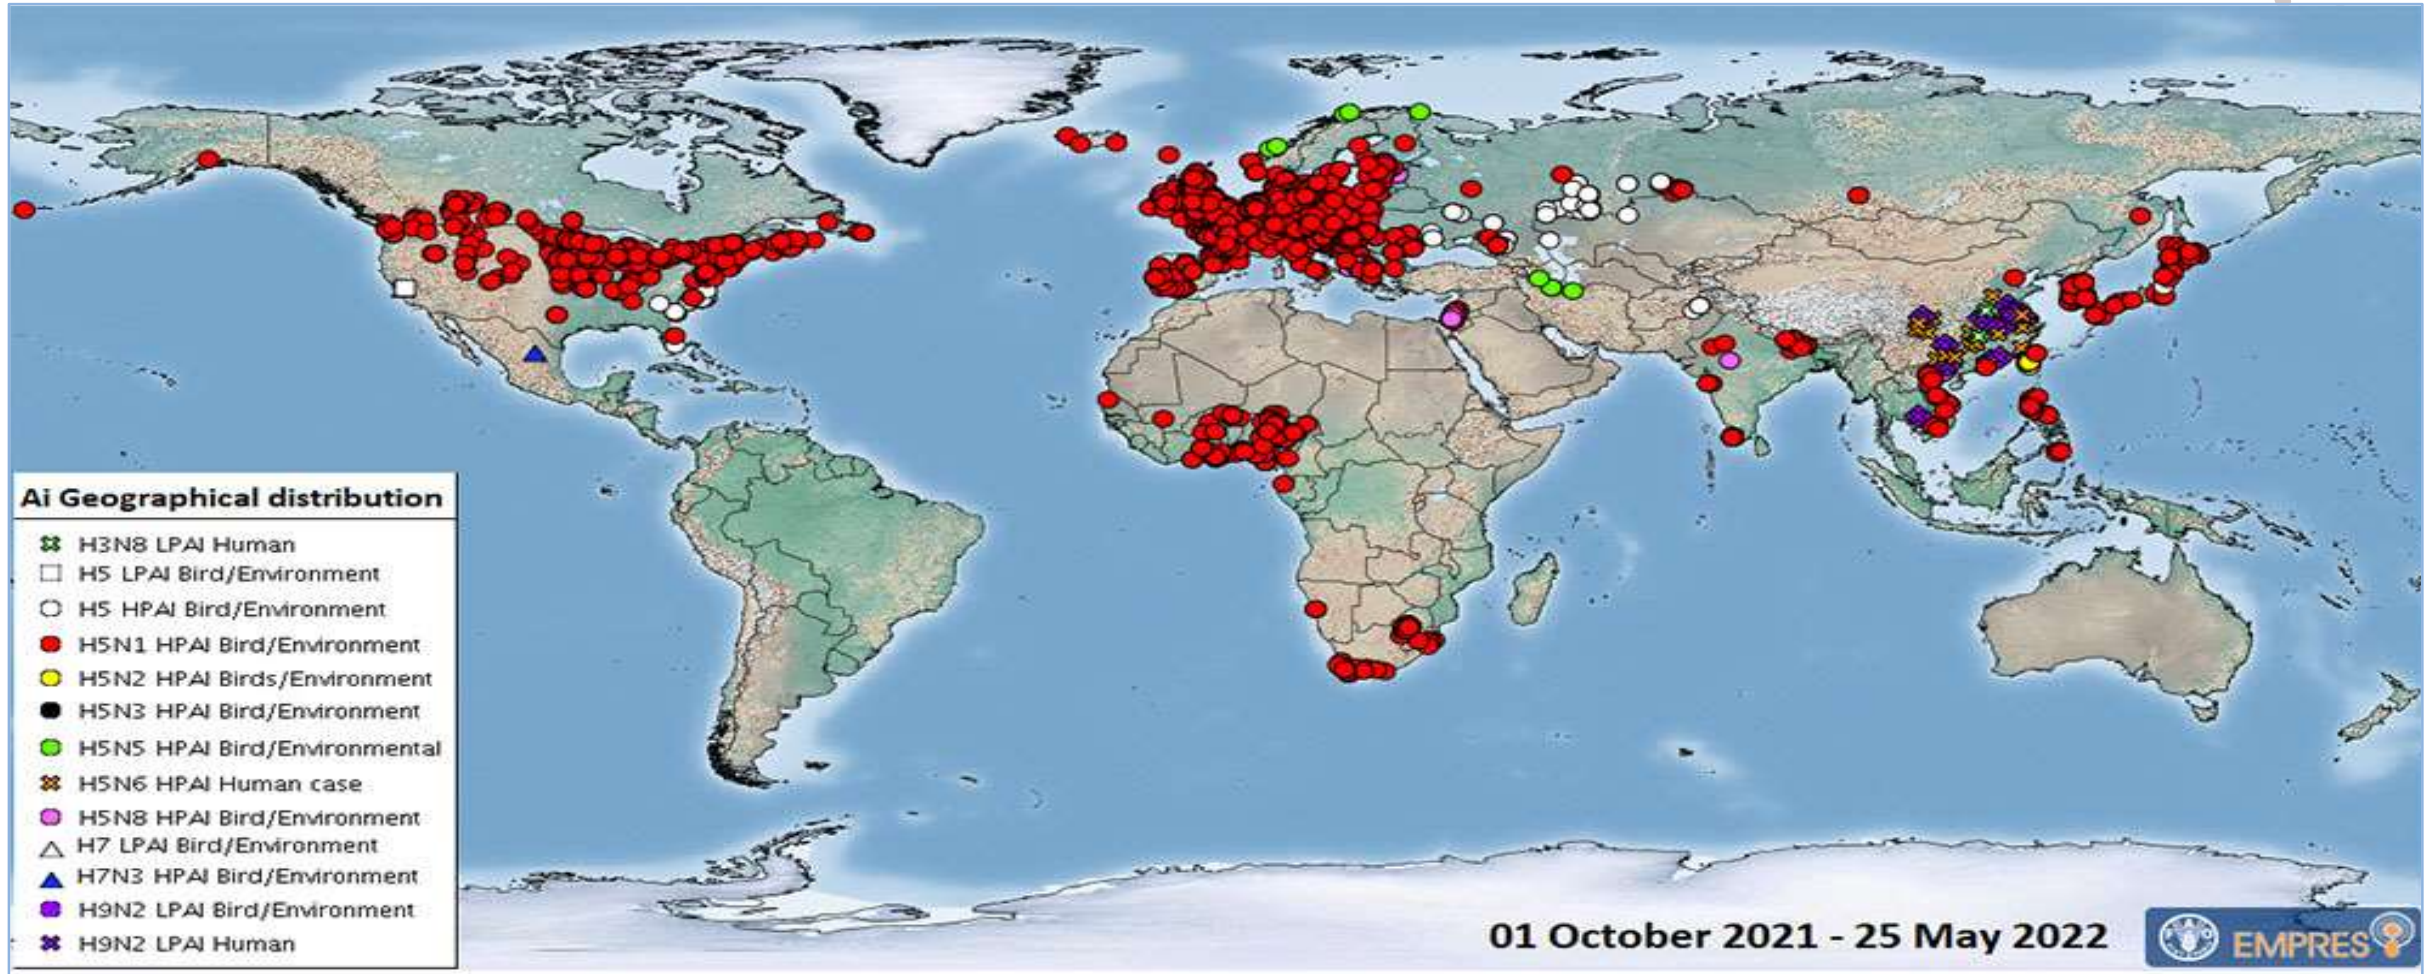 Ai Geographical distribution
H3N8 LPAI Human
H5 LPAI Bird/Environment
H5 HPAI Bird/Environment
H5N1 HPAI Bird/Environment
H5N2 HPAI Birds/Environment
H5N3 HPAI Bird/Environment
H5N5 HPAI Bird/Environmental
H5N6 HPAI Human case
H5N8 HPAI Bird/Environment
H7 LPAI Bird/Environment
H7N3 HPAI Bird/Environment
H9N2 LPAI Bird/Environment
H9N2 LPAI Human
01 October 2021 - 25 May 2022
EMPRES